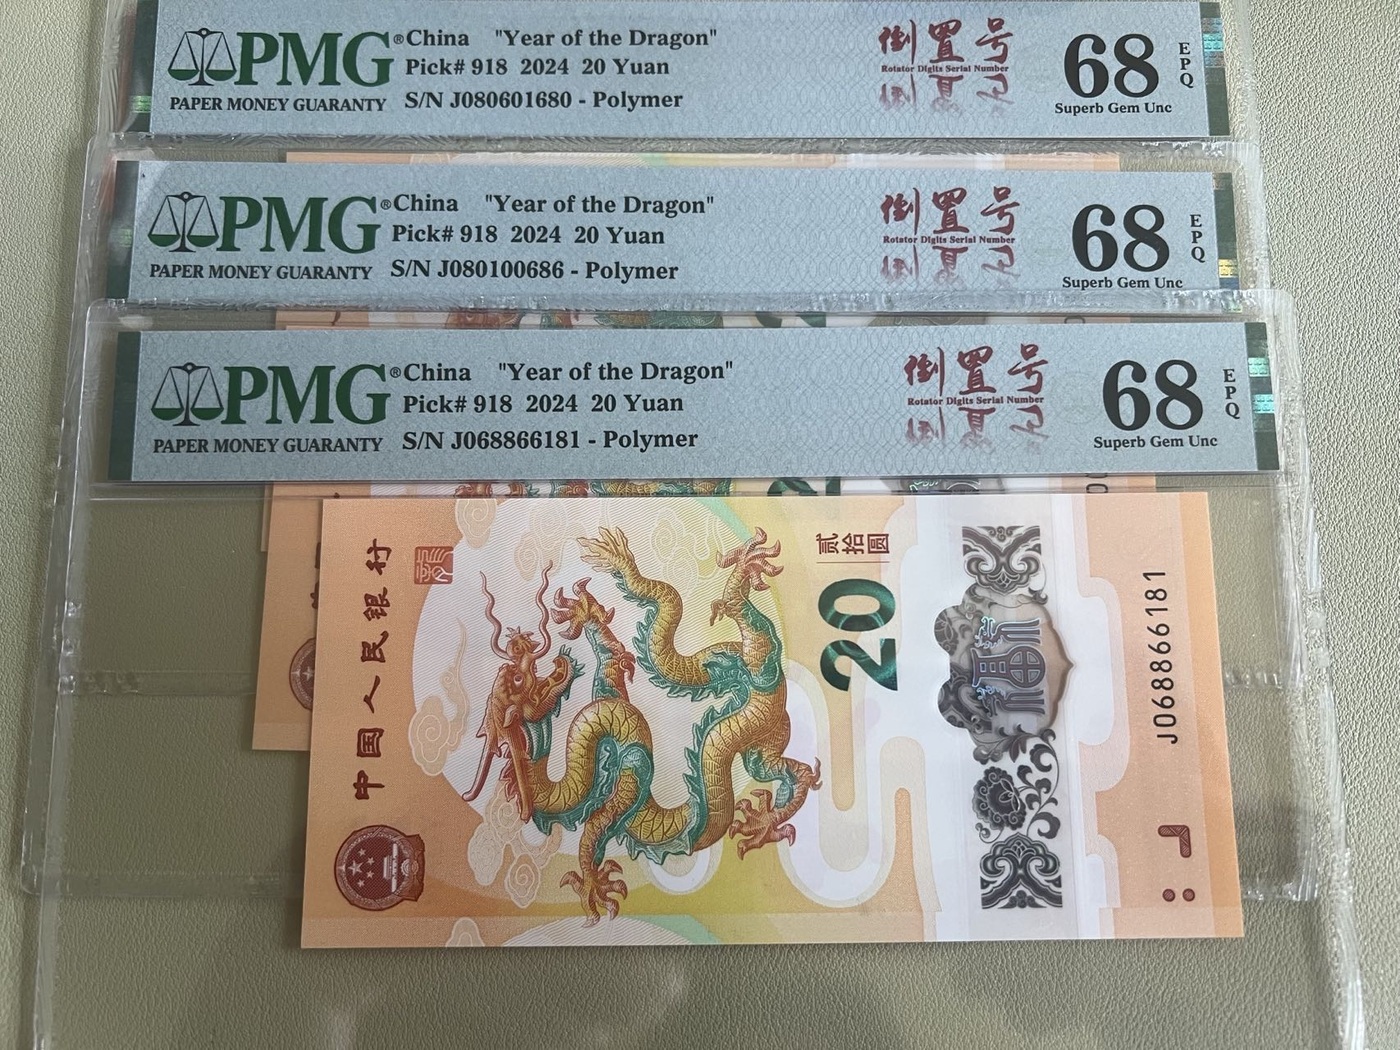 PMG®
PAPER MONEY GUARANTY
China "Year of the Dragon"
Pick# 918 2024 20 Yuan
S/N J080601680 - Polymer
倒置号
Rotator Digits Serial Number
68
EPQ
Superb Gem Unc
PMG®
PAPER MONEY GUARANTY
China "Year of the Dragon"
Pick# 918 2024 20 Yuan
S/N J080100686 - Polymer
倒置号
Rotator Digits Serial Number
68
EPQ
Superb Gem Unc
PMG®
PAPER MONEY GUARANTY
China "Year of the Dragon"
Pick# 918 2024 20 Yuan
S/N J068866181 - Polymer
倒置号
Rotator Digits Serial Number
68
EPQ
Superb Gem Unc
中国人民银行
贰拾圆
20
J068866181